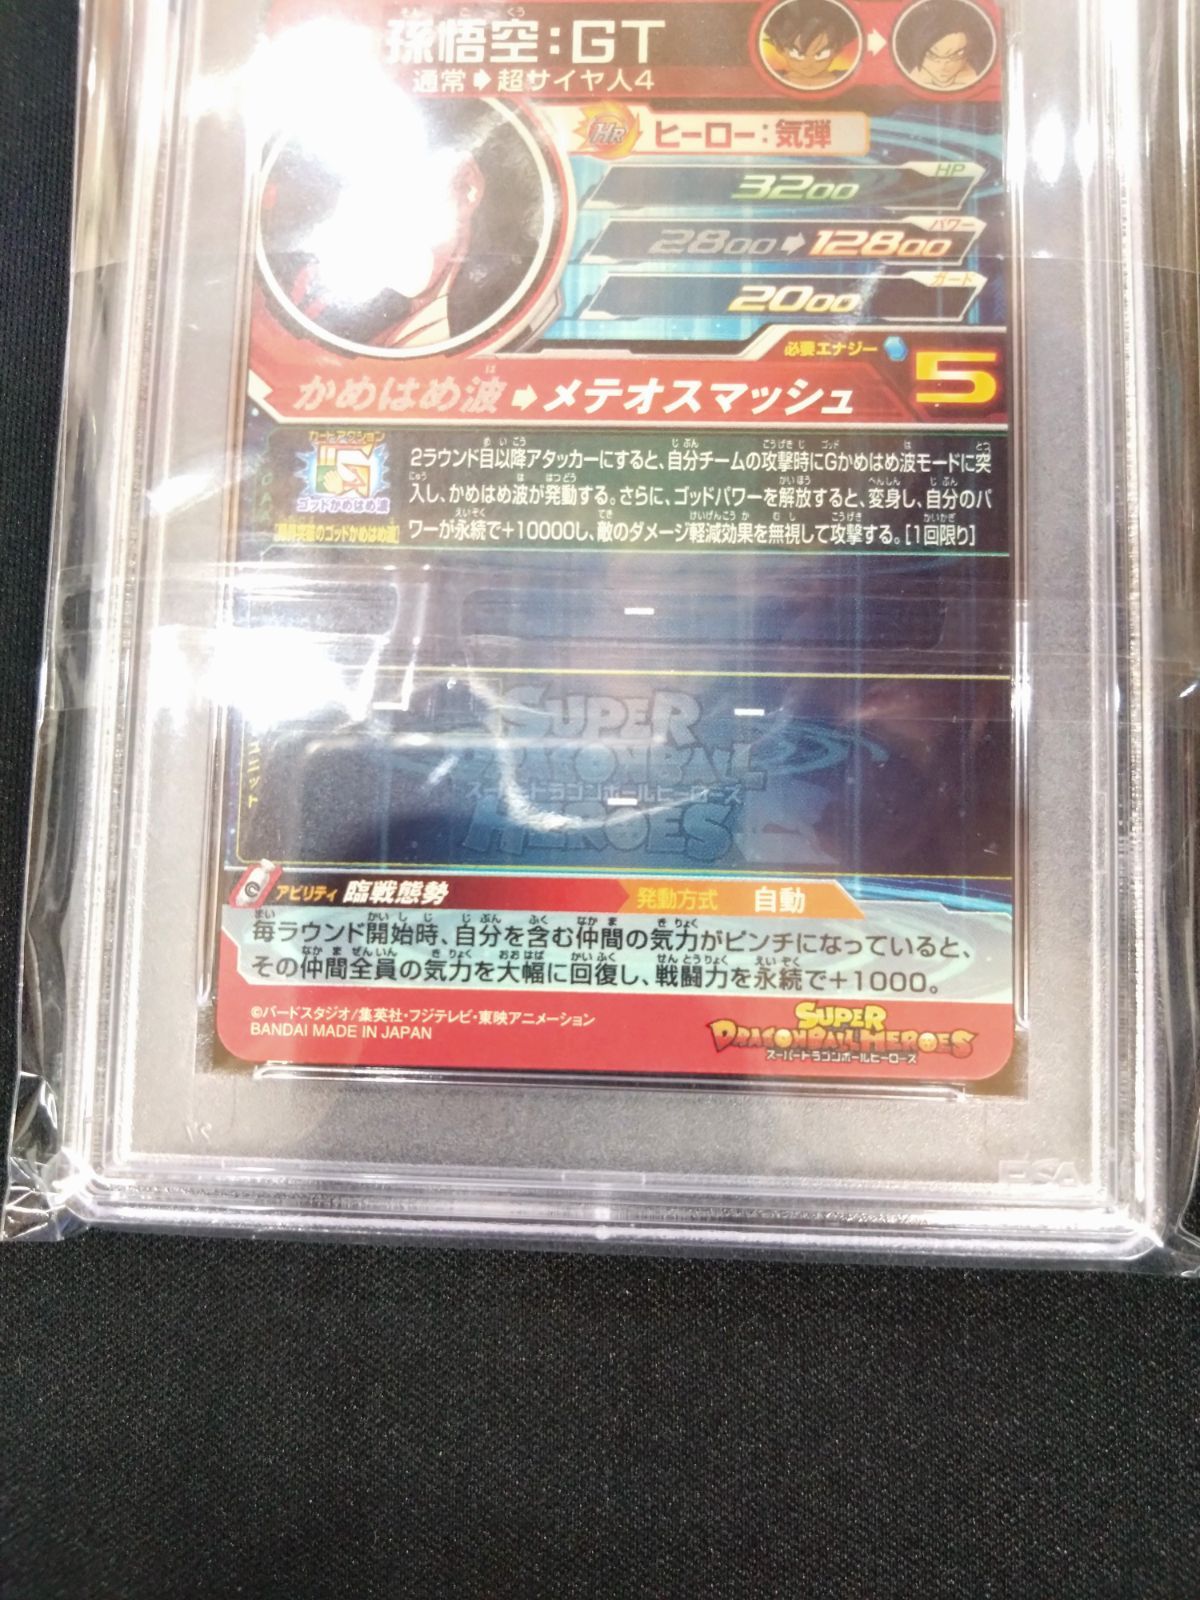 孫悟空：GT
通常➡超サイヤ人4
HR ヒーロー：気弾
HP
3200
パワー
2800➡12800
ガード
2000
必要エナジー
5
かめはめ波➡メテオスマッシュ
カードアクション
ゴッドかめはめ波
2ラウンド目以降アタッカーにすると、自分チームの攻撃時にGかめはめ波モードに突
入し、かめはめ波が発動する。さらに、ゴッドパワーを解放すると、変身し、自分のパ
ワーが永続で+10000し、敵のダメージ軽減効果を無視して攻撃する。[1回限り]
ー
ー
ー
ユニット
SUPER
DRAGONBALL
スーパードラゴンボールヒーローズ
HEROES
アビリティ 臨戦態勢
発動方式 自動
毎ラウンド開始時、自分を含む仲間の気力がピンチになっていると、
その仲間全員の気力を大幅に回復し、戦闘力を永続で+1000。
©バードスタジオ/集英社・フジテレビ・東映アニメーション
BANDAI MADE IN JAPAN
SUPER
DRAGONBALL HEROES
スーパードラゴンボールヒーローズ
PSA